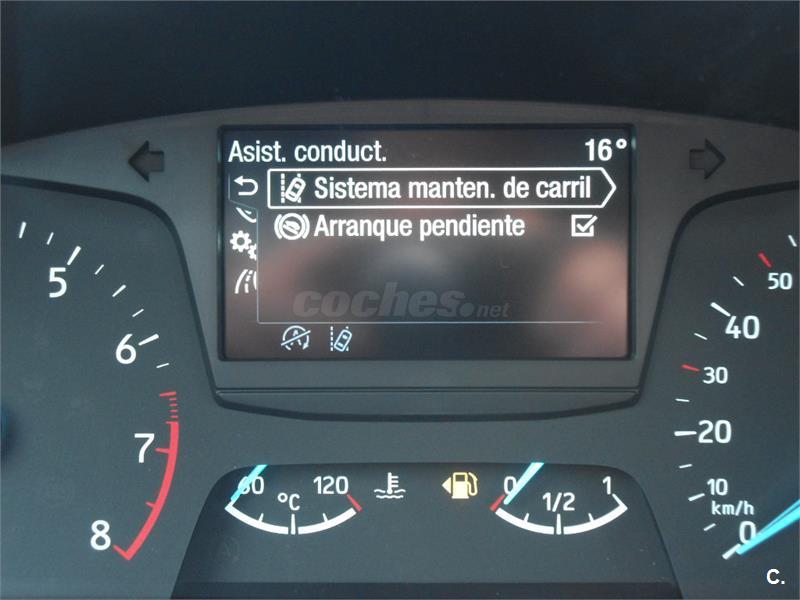 Asist. conduct. 16°
Sistema manten. de carril
Arranque pendiente
coches.net
5
6
7
8
50
40
30
20
10
km/h
0
60 °C 120
0 1/2 1
C.